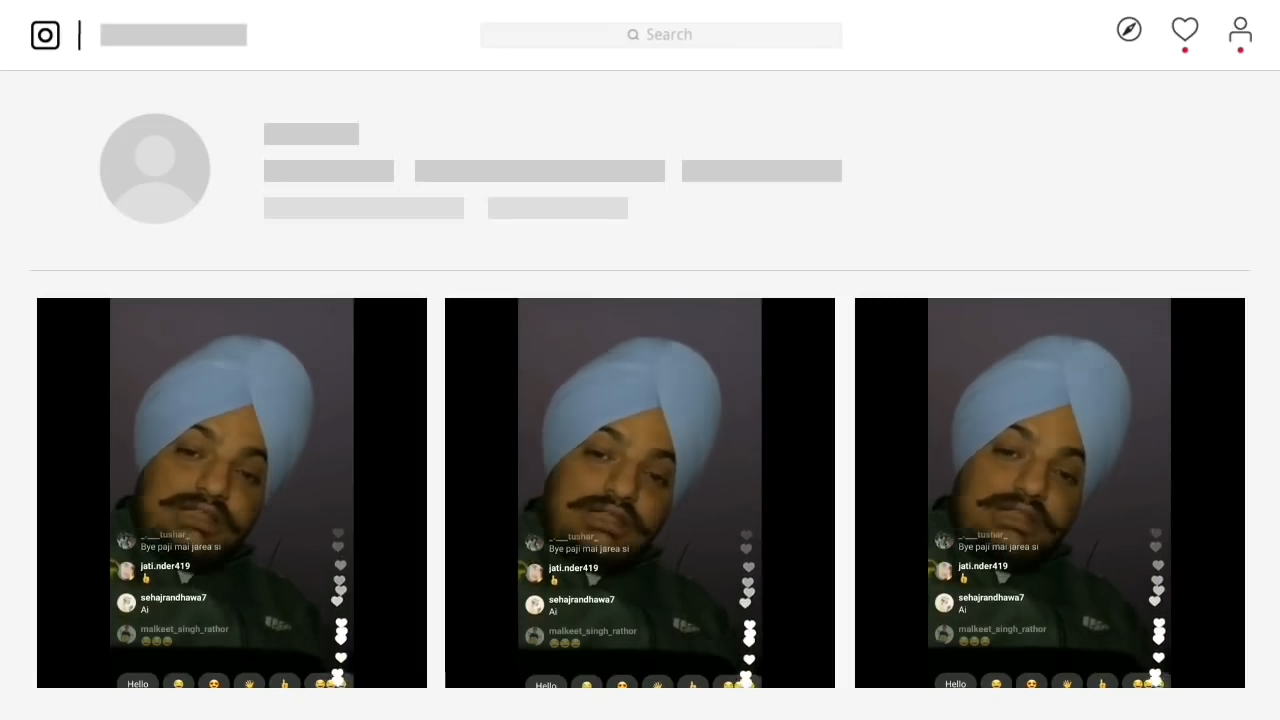 Search
_.___tushar_
Bye paji mai jarea si
jati.nder419
👍
sehajrandhawa7
Ai
malkeet_singh_rathor
😂😂😂
Hello
_.___tushar_
Bye paji mai jarea si
jati.nder419
👍
sehajrandhawa7
Ai
malkeet_singh_rathor
😂😂😂
Hello
_.___tushar_
Bye paji mai jarea si
jati.nder419
👍
sehajrandhawa7
Ai
malkeet_singh_rathor
😂😂😂
Hello